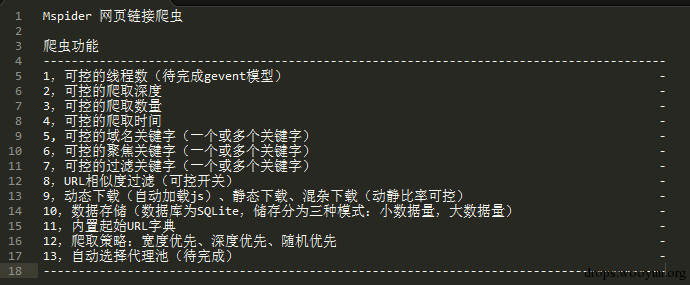 1 Mspider 网页链接爬虫
2
3 爬虫功能
4 --------------------------------------------------------------------------------
5 1, 可控的线程数（待完成gevent模型） -
6 2, 可控的爬取深度 -
7 3, 可控的爬取数量 -
8 4, 可控的爬取时间 -
9 5, 可控的域名关键字（一个或多个关键字） -
10 6, 可控的聚焦关键字（一个或多个关键字） -
11 7, 可控的过滤关键字（一个或多个关键字） -
12 8, URL相似度过滤（可控开关） -
13 9, 动态下载（自动加载js）、静态下载、混杂下载（动静比率可控） -
14 10, 数据存储（数据库为SQLite, 储存分为三种模式: 小数据量, 大数据量） -
15 11, 内置起始URL字典 -
16 12, 爬取策略: 宽度优先、深度优先、随机优先 -
17 13, 自动选择代理池（待完成） -
18 --------------------------------------------------------------------------------
drops.wooyun.org